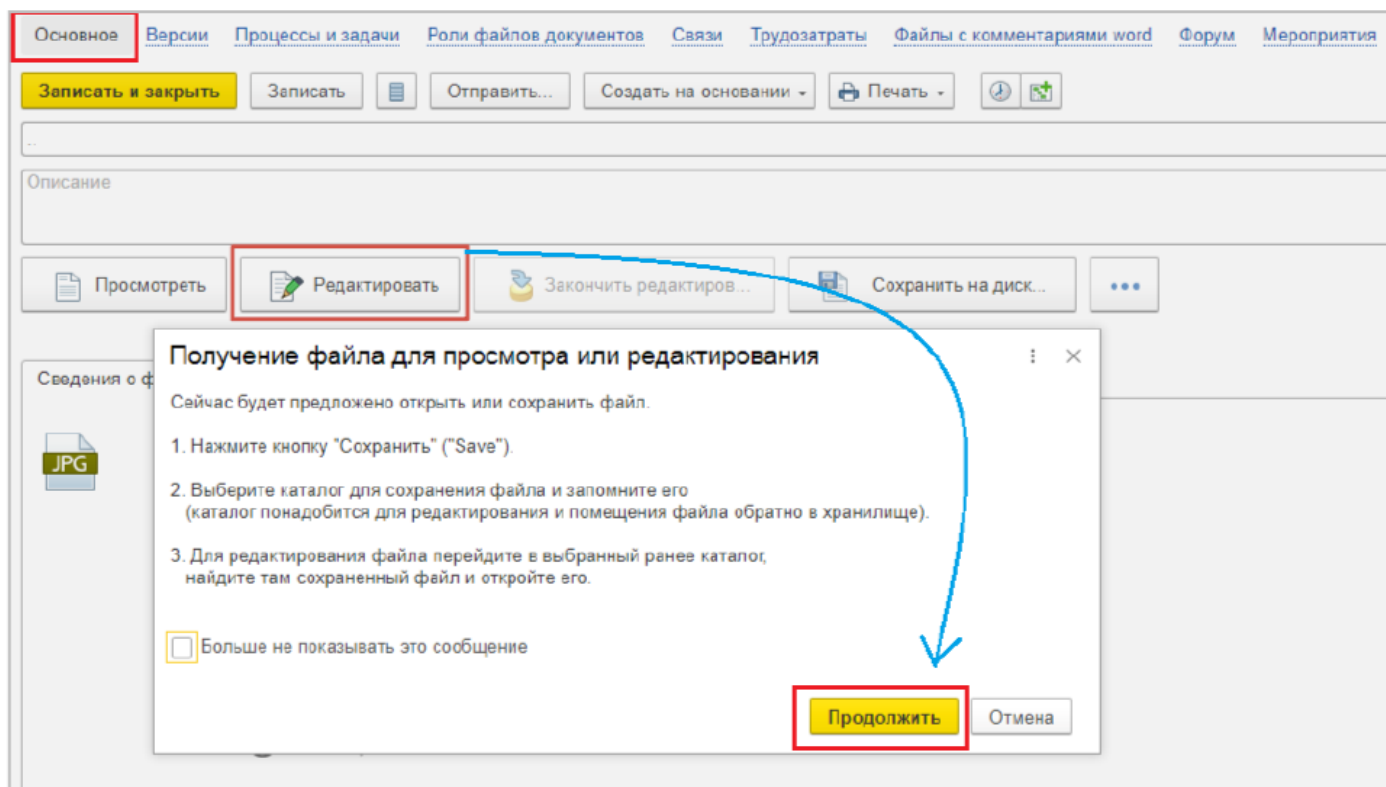 Основное Версии Процессы и задачи Роли файлов документов Связи Трудозатраты Файлы с комментариями word Форум Мероприятия
Записать и закрыть Записать Отправить... Создать на основании Печать
..
Описание
Просмотреть Редактировать Закончить редактиров... Сохранить на диск...
Получение файла для просмотра или редактирования
Сведения о ф
Сейчас будет предложено открыть или сохранить файл.
1. Нажмите кнопку "Сохранить" ("Save").
JPG
2. Выберите каталог для сохранения файла и запомните его
(каталог понадобится для редактирования и помещения файла обратно в хранилище).
3. Для редактирования файла перейдите в выбранный ранее каталог,
найдите там сохраненный файл и откройте его.
Больше не показывать это сообщение
Продолжить Отмена